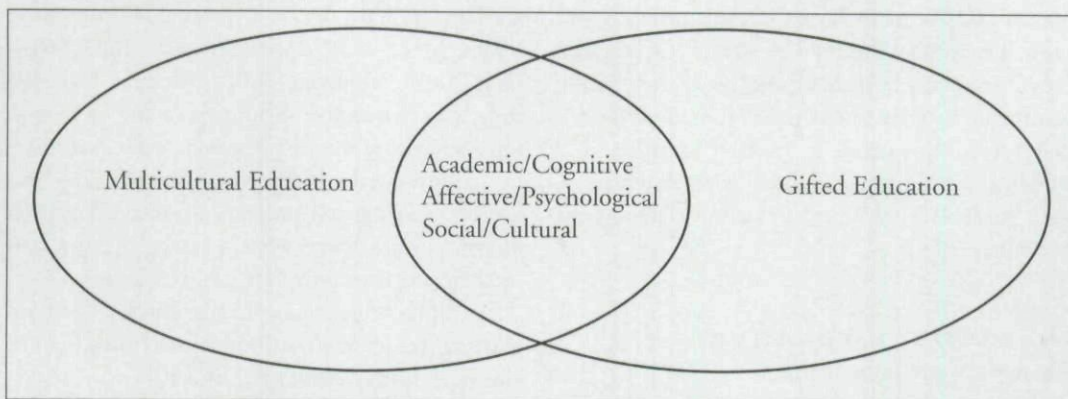 Multicultural Education
Academic/Cognitive
Affective/Psychological
Social/Cultural
Gifted Education